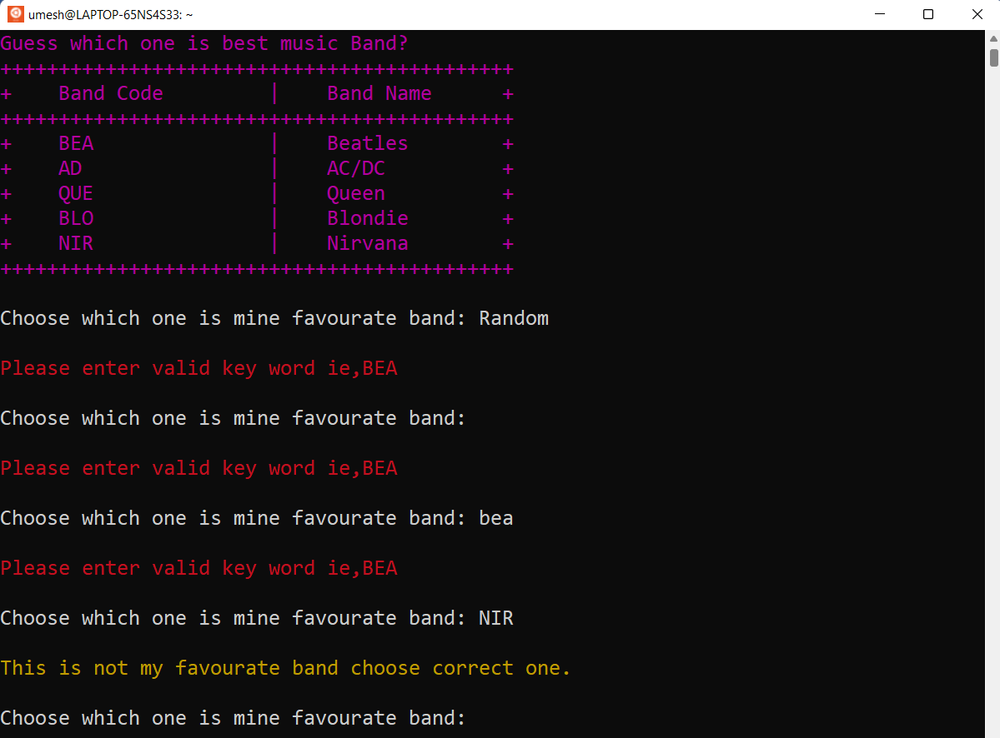 umesh@LAPTOP-65NS4S33: ~
Guess which one is best music Band?
++++++++++++++++++++++++++++++++++++++++++++
+    Band Code         |    Band Name      +
++++++++++++++++++++++++++++++++++++++++++++
+    BEA               |    Beatles        +
+    AD                |    AC/DC          +
+    QUE               |    Queen          +
+    BLO               |    Blondie        +
+    NIR               |    Nirvana        +
++++++++++++++++++++++++++++++++++++++++++++
Choose which one is mine favourate band: Random
Please enter valid key word ie,BEA
Choose which one is mine favourate band:
Please enter valid key word ie,BEA
Choose which one is mine favourate band: bea
Please enter valid key word ie,BEA
Choose which one is mine favourate band: NIR
This is not my favourate band choose correct one.
Choose which one is mine favourate band: